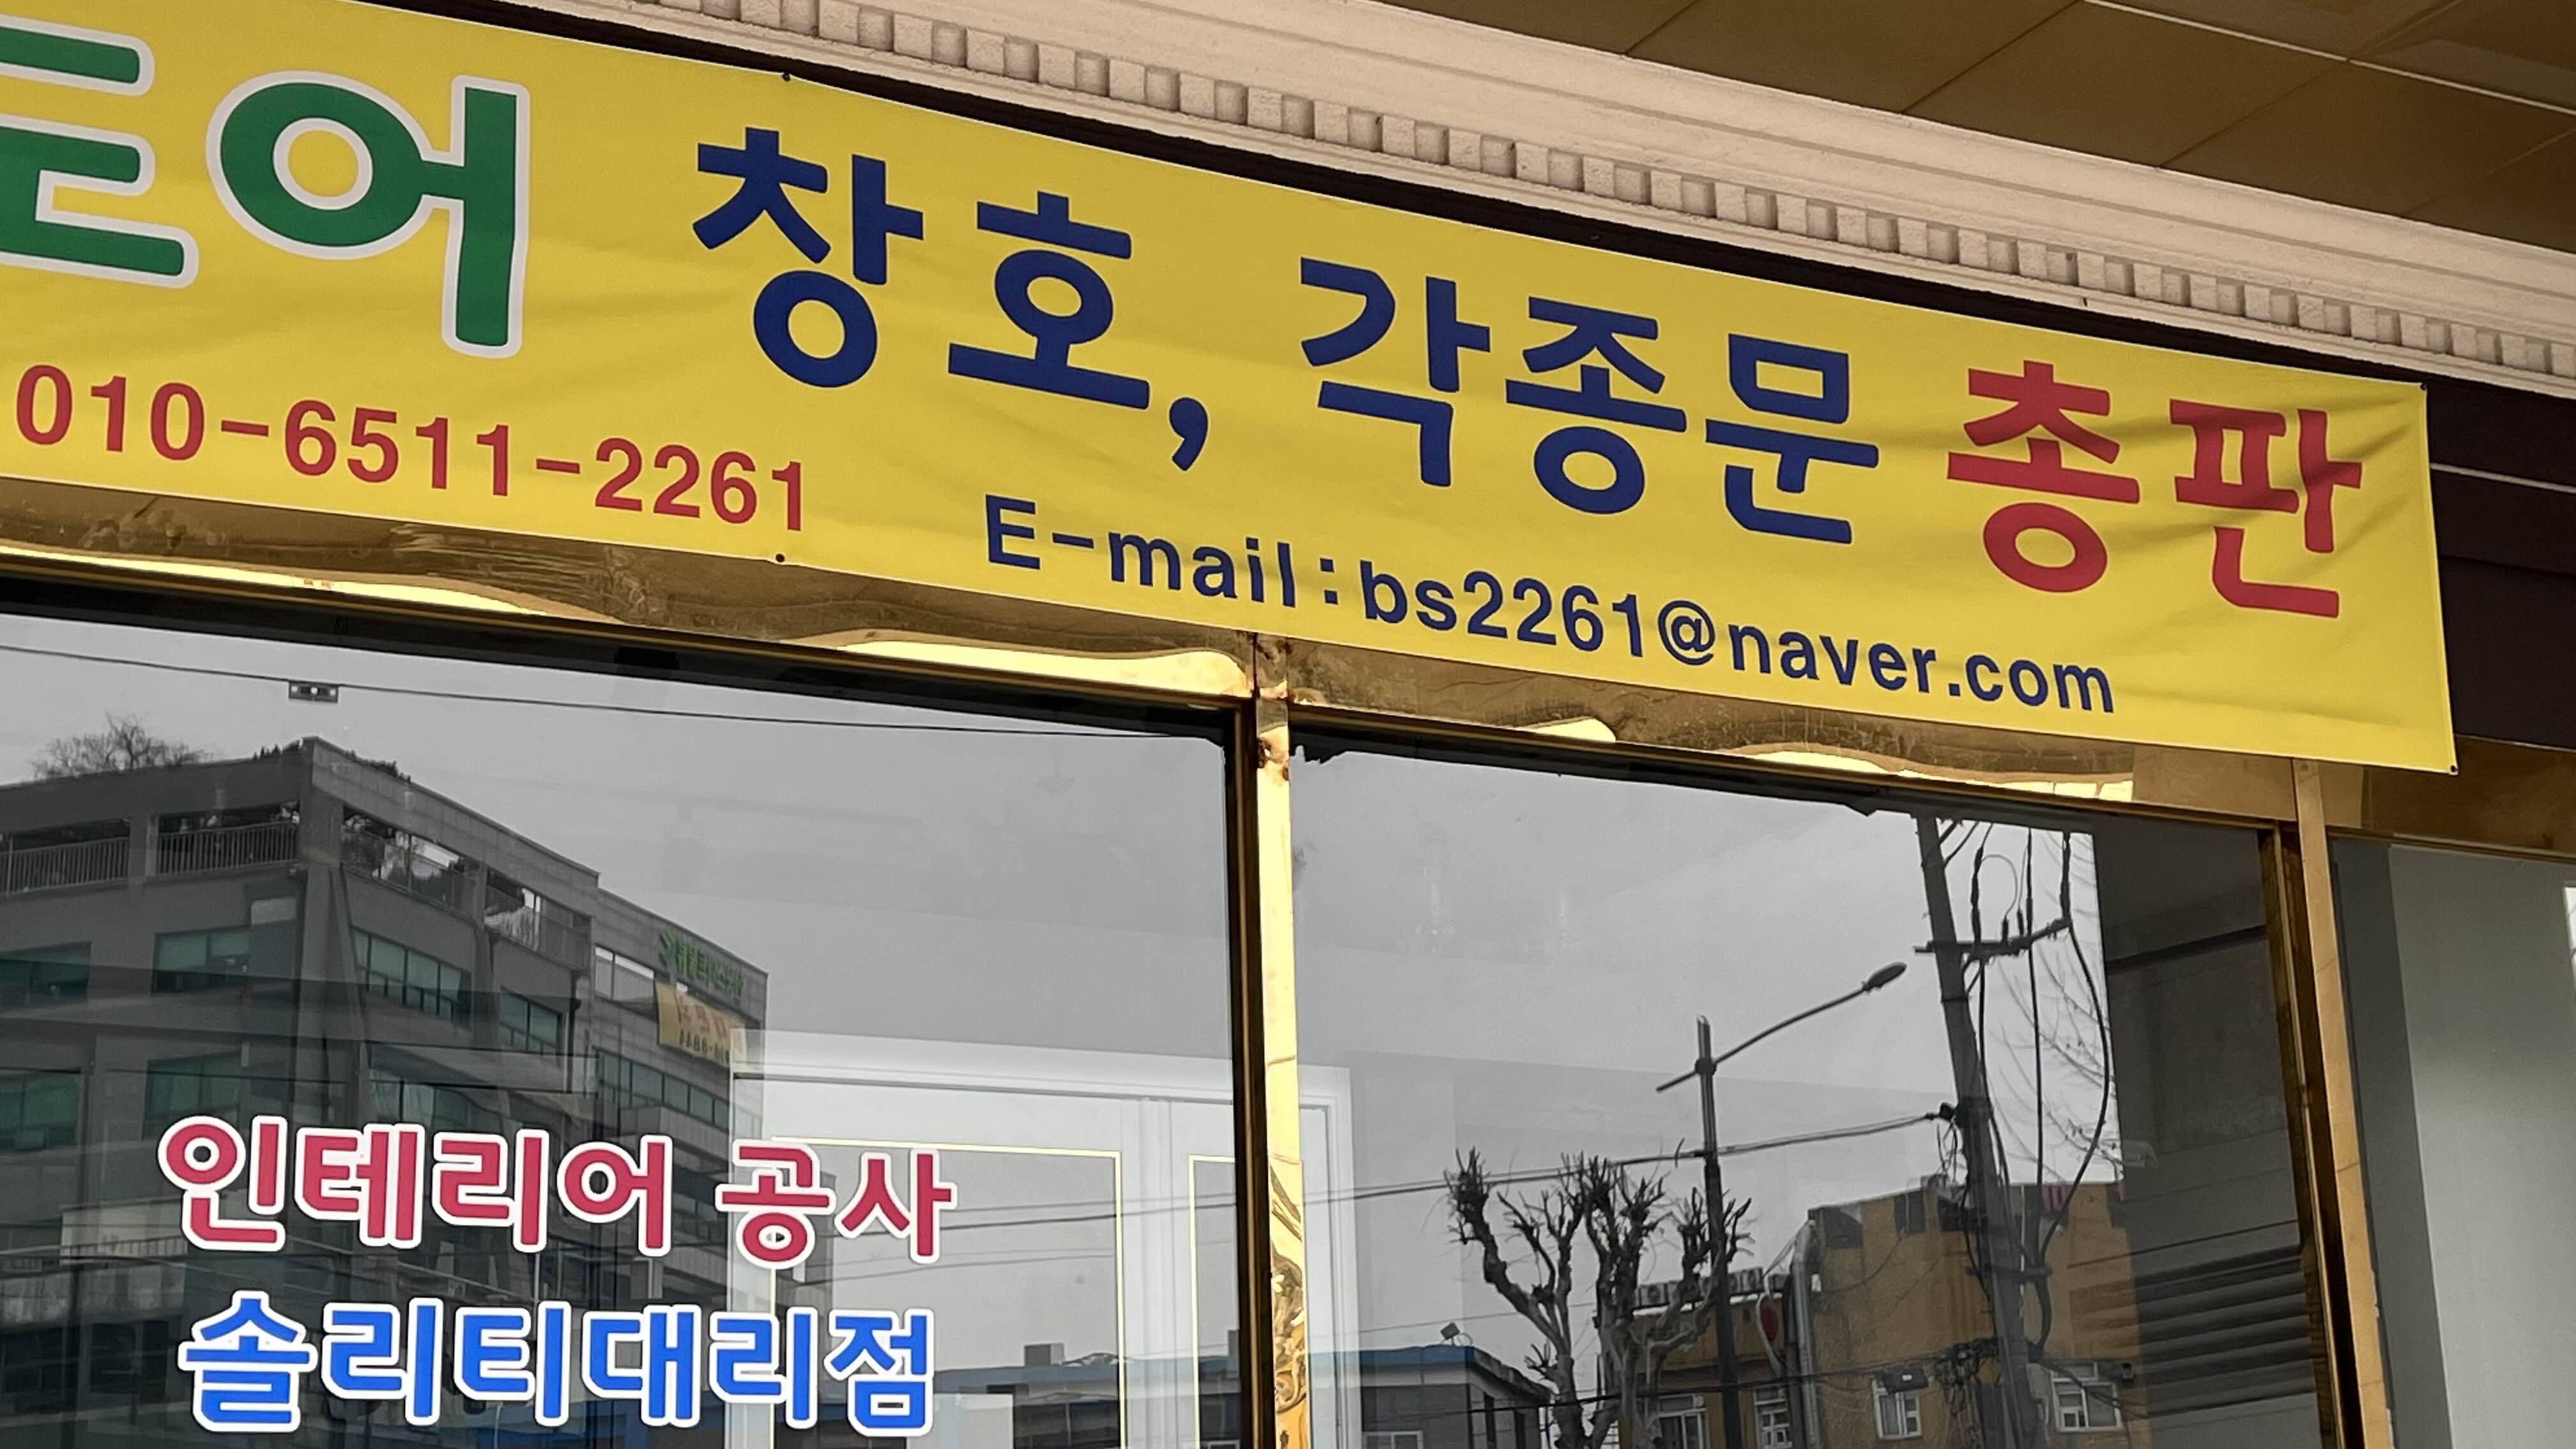 어 창호, 각종문 총판
010-6511-2261
E-mail:bs2261@naver.com
인테리어 공사
솔리티대리점